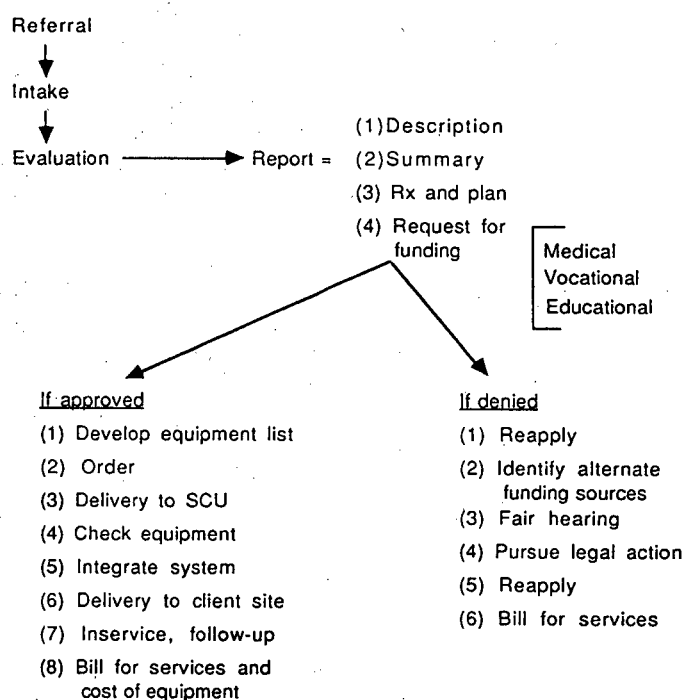 Referral
Intake
Evaluation
Report =
(1)Description
(2)Summary
(3) Rx and plan
(4) Request for
funding
Medical
Vocational
Educational
If approved
(1) Develop equipment list
(2) Order
(3) Delivery to SCU
(4) Check equipment
(5) Integrate system
(6) Delivery to client site
(7) Inservice, follow-up
(8) Bill for services and
cost of equipment
If denied
(1) Reapply
(2) Identify alternate
funding sources
(3) Fair hearing
(4) Pursue legal action
(5) Reapply
(6) Bill for services